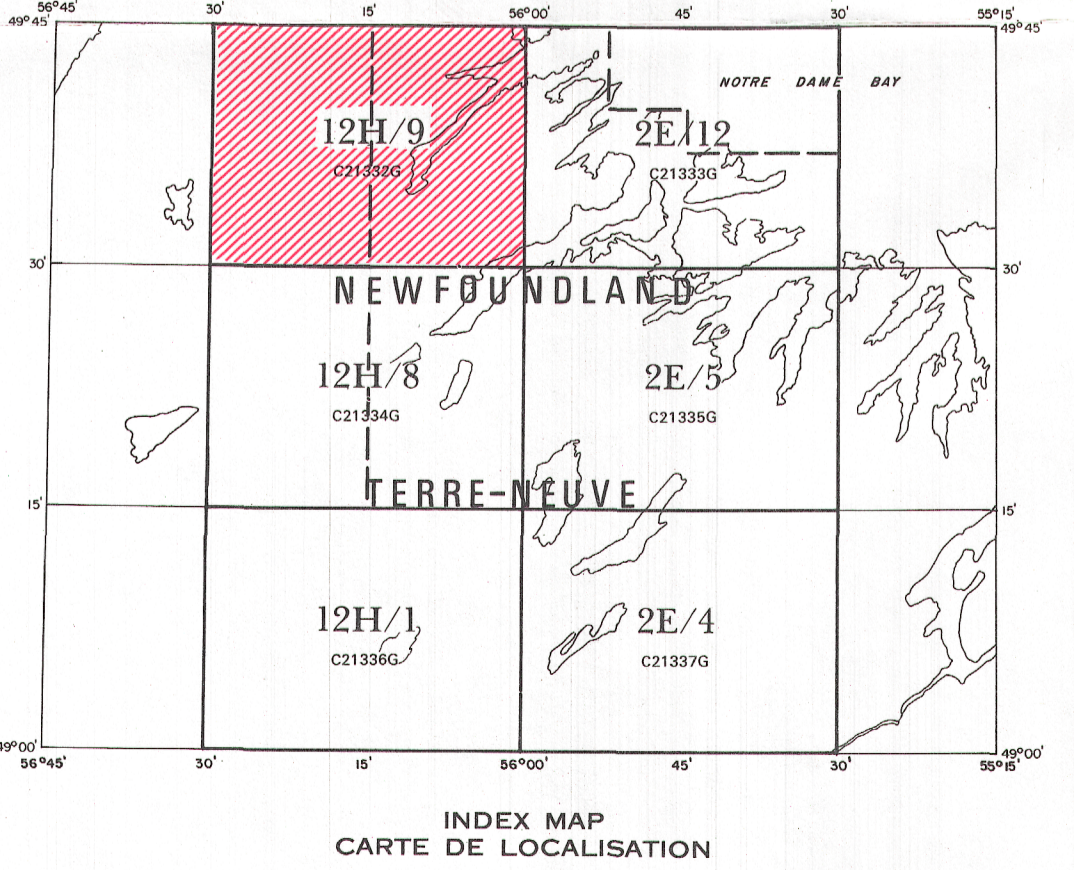 56°45' 30' 15' 56°00' 45' 30' 55°15'
49°45' 49°45'
NOTRE DAME BAY
12H/9 2E/12
C21332G C21333G
30' 30'
NEWFOUNDLAND
12H/8 2E/5
C21334G C21335G
TERRE-NEUVE
15' 15'
12H/1 2E/4
C21336G C21337G
49°00' 49°00'
56°45' 30' 15' 56°00' 45' 30' 55°15'
INDEX MAP
CARTE DE LOCALISATION